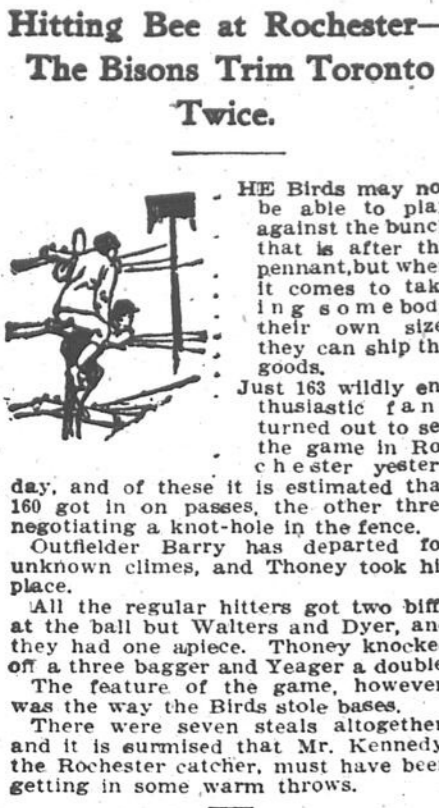 Hitting Bee at Rochester—
The Bisons Trim Toronto
Twice.
HE Birds may no
be able to pla
against the bunc
that is after th
pennant, but whe
it comes to tak
ing somebod
their own size
they can ship th
goods.
Just 163 wildly en
thusiastic fan
turned out to se
the game in Ro
chester yester
day, and of these it is estimated tha
160 got in on passes, the other thre
negotiating a knot-hole in the fence.
Outfielder Barry has departed fo
unknown climes, and Thoney took hi
place.
All the regular hitters got two biff
at the ball but Walters and Dyer, an
they had one apiece. Thoney knocke
off a three bagger and Yeager a double
The feature of the game, however
was the way the Birds stole bases.
There were seven steals altogether
and it is surmised that Mr. Kennedy
the Rochester catcher, must have bee
getting in some warm throws.